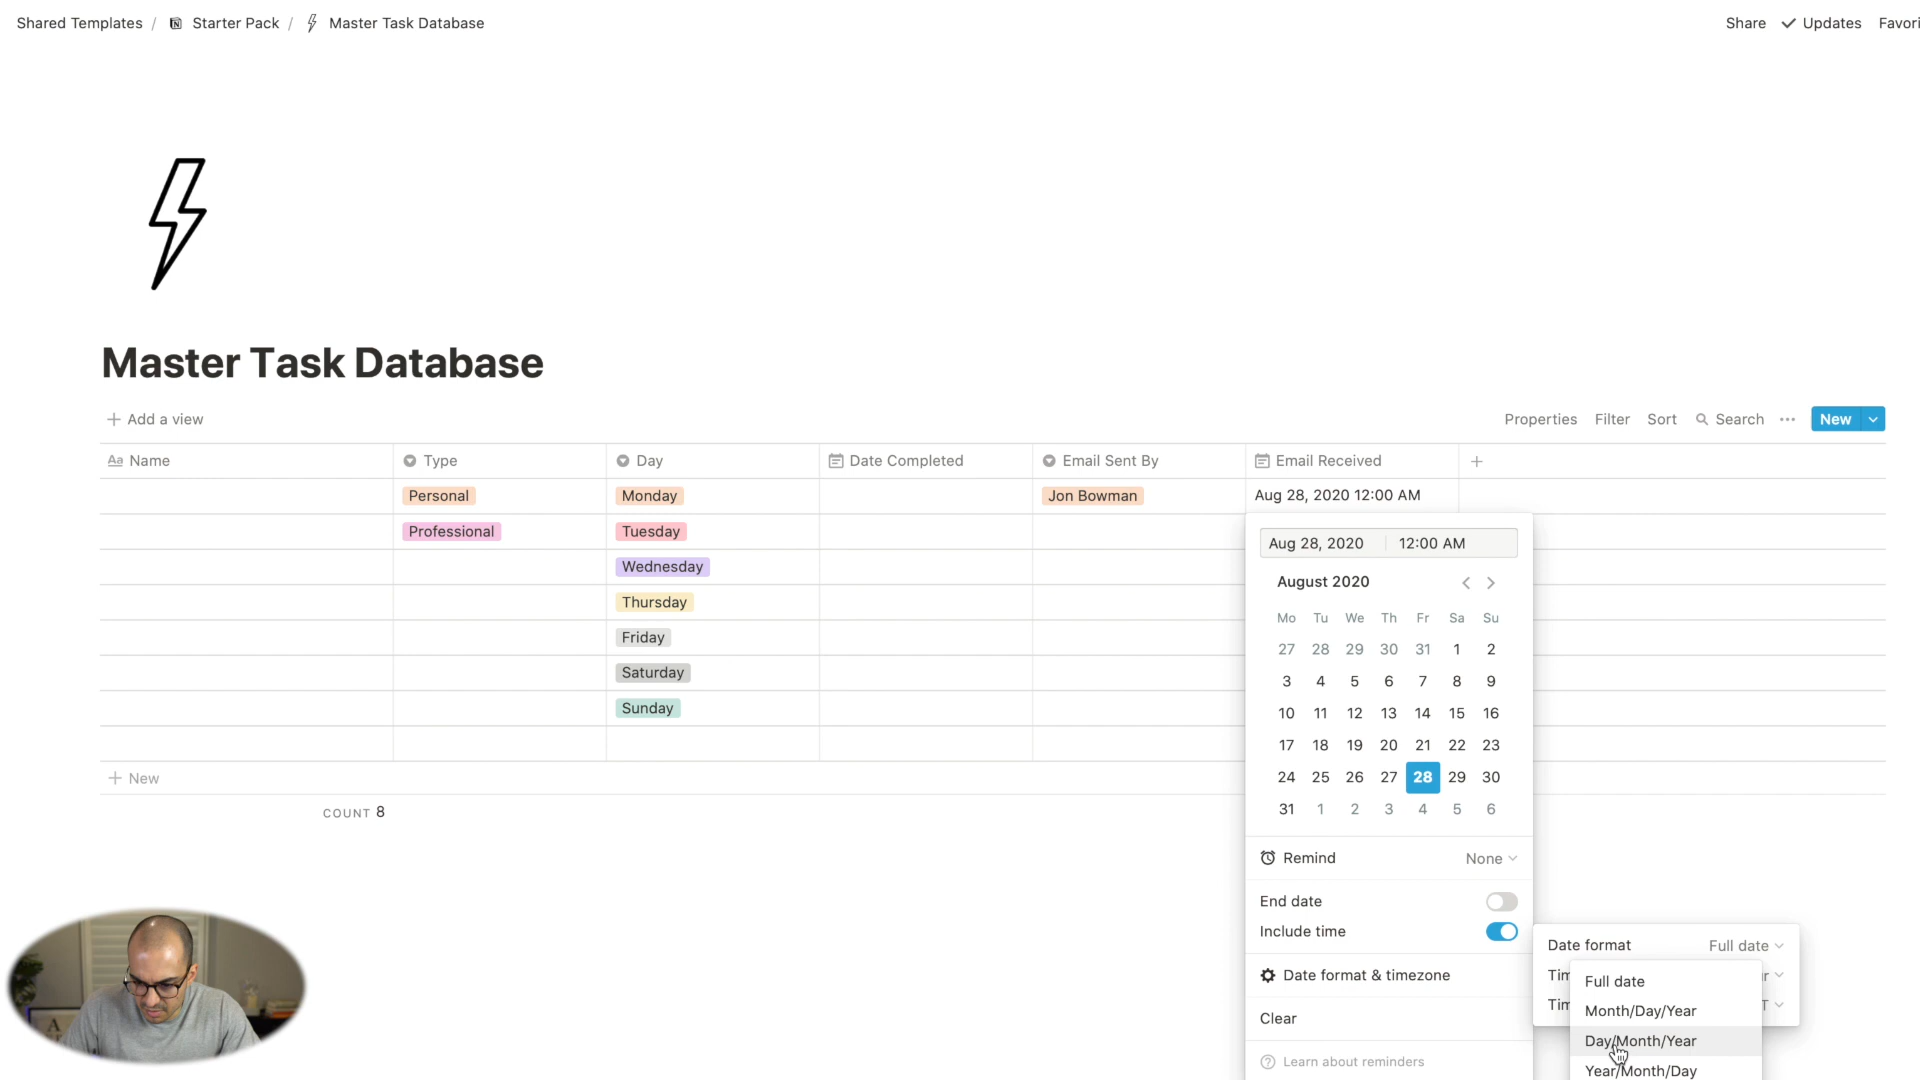 Shared Templates / Starter Pack / Master Task Database
Share Updates Favori
Master Task Database
Add a view
Properties Filter Sort Search New
Aa Name Type Day Date Completed Email Sent By Email Received
Personal Monday Jon Bowman Aug 28, 2020 12:00 AM
Professional Tuesday
Wednesday
Thursday
Friday
Saturday
Sunday
New
COUNT 8
Aug 28, 2020 12:00 AM
August 2020
Mo Tu We Th Fr Sa Su
27 28 29 30 31 1 2
3 4 5 6 7 8 9
10 11 12 13 14 15 16
17 18 19 20 21 22 23
24 25 26 27 28 29 30
31 1 2 3 4 5 6
Remind None
End date
Include time
Date format & timezone
Clear
Learn about reminders
Date format Full date
Tim r
Tim T
Full date
Month/Day/Year
Day/Month/Year
Year/Month/Day